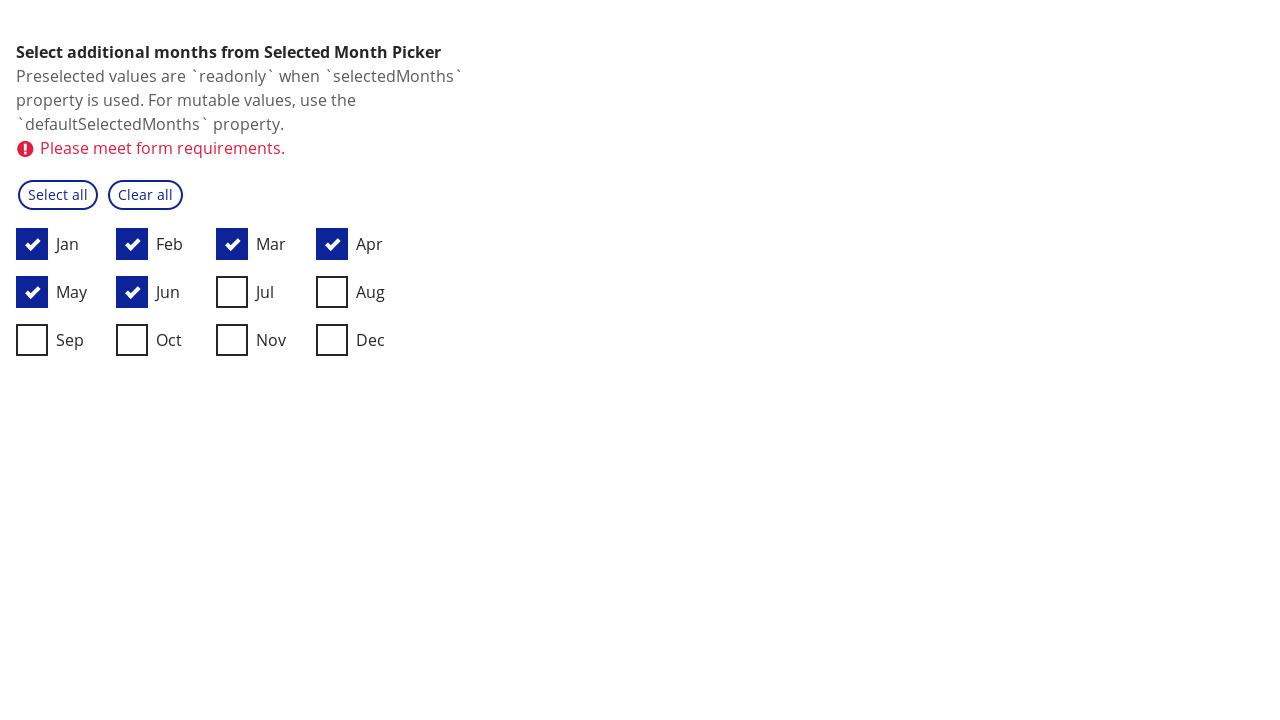 Select additional months from Selected Month Picker
Preselected values are `readonly` when `selectedMonths`
property is used. For mutable values, use the
`defaultSelectedMonths` property.
Please meet form requirements.
Select all Clear all
Jan Feb Mar Apr
May Jun Jul Aug
Sep Oct Nov Dec